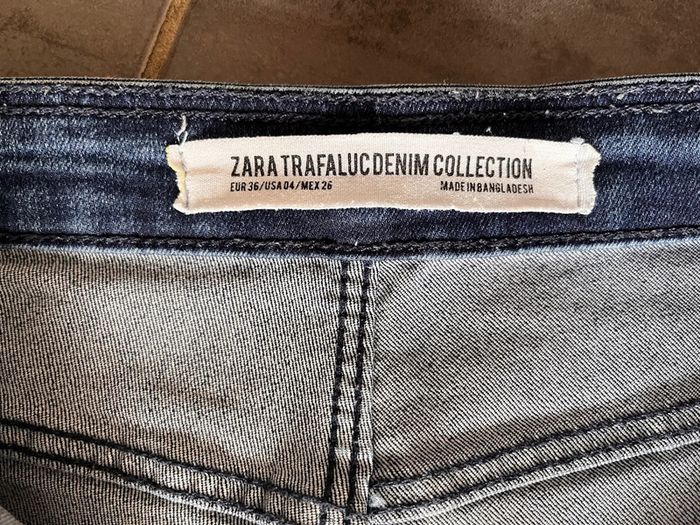 ZARA TRAFALUC DENIM COLLECTION
EUR 36/USA 04/MEX 26 MADE IN BANGLADESH